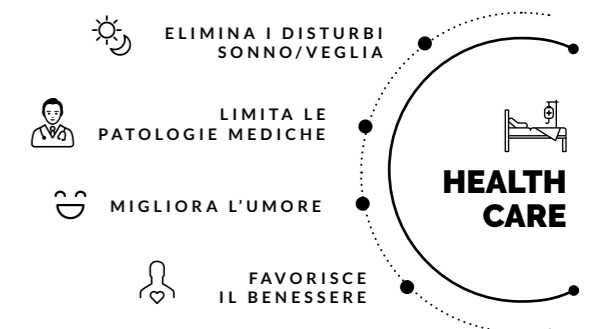 ELIMINA I DISTURBI
SONNO/VEGLIA
LIMITA LE
PATOLOGIE MEDICHE
MIGLIORA L'UMORE
FAVORISCE
IL BENESSERE
HEALTH
CARE